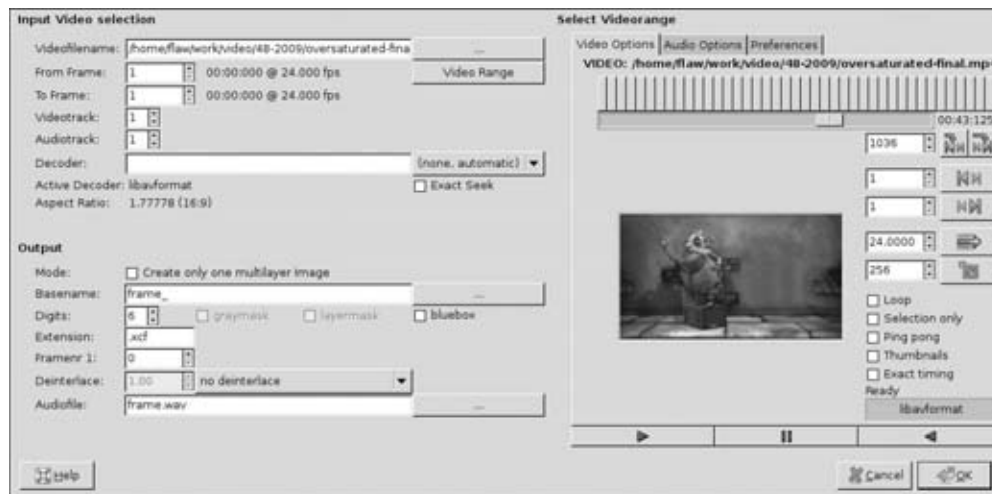 Input Video selection
Videofilename: /home/flaw/work/video/48-2009/oversaturated-fina ...
From Frame: 1 00:00:000 @ 24.000 fps Video Range
To Frame: 1 00:00:000 @ 24.000 fps
Videotrack: 1
Audiotrack: 1
Decoder: (none, automatic)
Active Decoder: libavformat Exact Seek
Aspect Ratio: 1.77778 (16:9)
Output
Mode: Create only one multilayer image
Basename: frame_ ...
Digits: 6 graymask layermask bluebox
Extension: .xcf
Framenr 1: 0
Deinterlace: 1.00 no deinterlace
Audiofile: frame.wav ...
Help
Select Videorange
Video Options Audio Options Preferences
VIDEO: /home/flaw/work/video/48-2009/oversaturated-final.mp
00:43:125
1036
1
1
24.0000
256
Loop
Selection only
Ping pong
Thumbnails
Exact timing
Ready
libavformat
Cancel OK